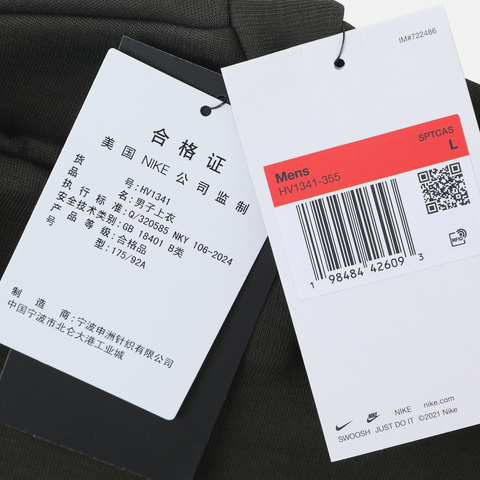 合格证
美国 NIKE 公司监制
货号:HV1341
品名:男子上衣
执行标准:Q/320585 NKY 106-2024
安全技术类别:GB 18401 B类
产品等级:合格品
号型:175/92A
制造商:宁波申洲针织有限公司
中国宁波市北仑大港工业城
IM#722486
SPTCAS
Mens
L
HV1341-355
1 98484 42609 3
RFID
NIKE nike.com
SWOOSH JUST DO IT ©2021 Nike